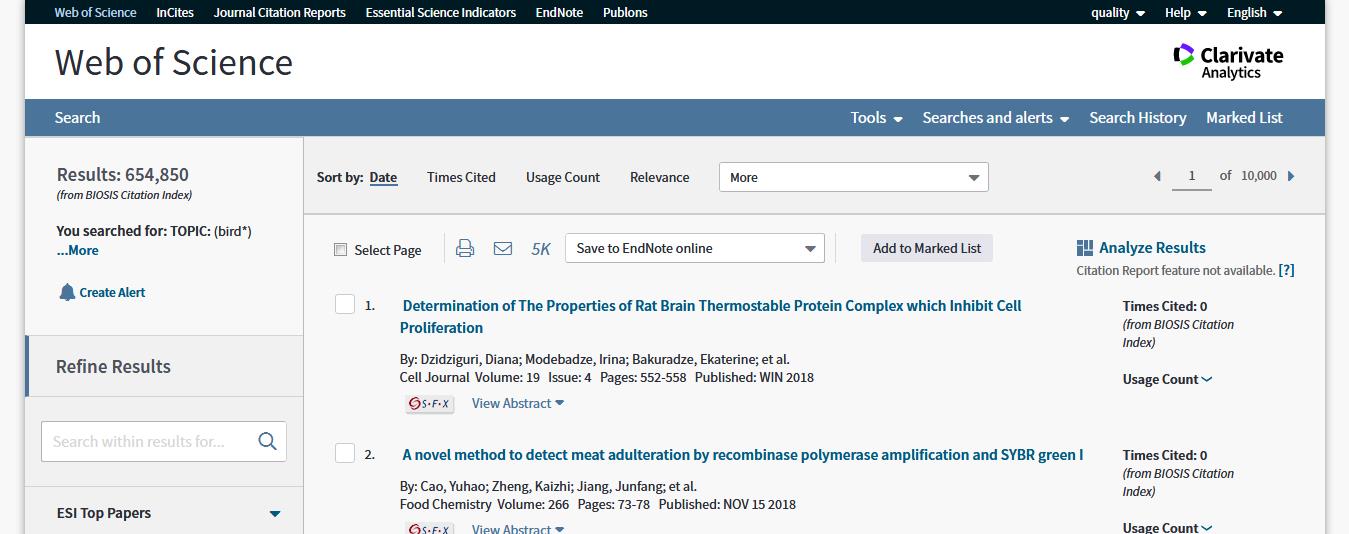 Web of Science InCites Journal Citation Reports Essential Science Indicators EndNote Publons quality Help English
Web of Science
Clarivate
Analytics
Search Tools Searches and alerts Search History Marked List
Results: 654,850
(from BIOSIS Citation Index)
You searched for: TOPIC: (bird*)
...More
Create Alert
Refine Results
Search within results for...
ESI Top Papers
Sort by: Date Times Cited Usage Count Relevance More 1 of 10,000
Select Page 5K Save to EndNote online Add to Marked List
Analyze Results
Citation Report feature not available. [?]
1. Determination of The Properties of Rat Brain Thermostable Protein Complex which Inhibit Cell
Proliferation
By: Dzidziguri, Diana; Modebadze, Irina; Bakuradze, Ekaterine; et al.
Cell Journal Volume: 19 Issue: 4 Pages: 552-558 Published: WIN 2018
S·F·X View Abstract
Times Cited: 0
(from BIOSIS Citation
Index)
Usage Count
2. A novel method to detect meat adulteration by recombinase polymerase amplification and SYBR green I
By: Cao, Yuhao; Zheng, Kaizhi; Jiang, Junfang; et al.
Food Chemistry Volume: 266 Pages: 73-78 Published: NOV 15 2018
S·F·X View Abstract
Times Cited: 0
(from BIOSIS Citation
Index)
Usage Count